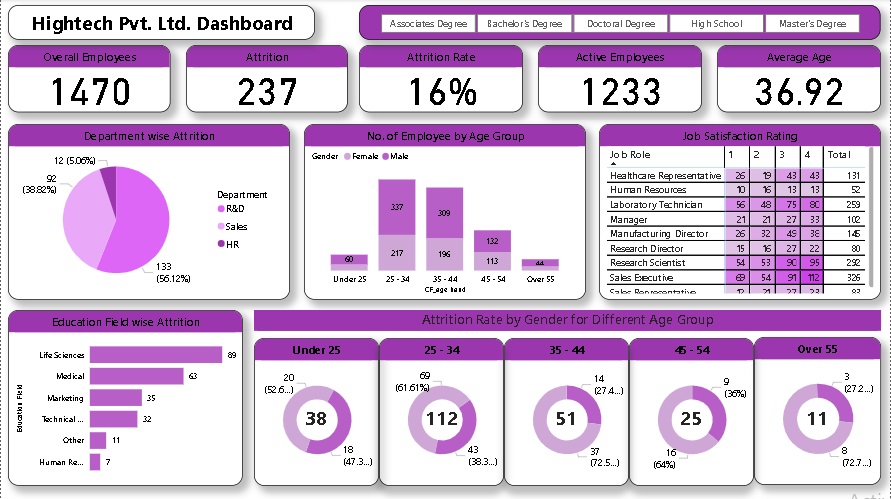 Hightech Pvt. Ltd. Dashboard
Associates Degree Bachelor's Degree Doctoral Degree High School Master's Degree
Overall Employees
1470
Attrition
237
Attrition Rate
16%
Active Employees
1233
Average Age
36.92
Department wise Attrition
12 (5.06%)
92
(38.82%)
133
(56.12%)
Department
R&D
Sales
HR
No. of Employee by Age Group
Gender Female Male
60
337
217
309
196
132
113
44
Under 25 25 - 34 35 - 44 45 - 54 Over 55
CF_age band
Job Satisfaction Rating
Job Role 1 2 3 4 Total
Healthcare Representative 26 19 43 43 131
Human Resources 10 16 13 13 52
Laboratory Technician 56 48 75 80 259
Manager 21 21 27 33 102
Manufacturing Director 26 32 49 38 145
Research Director 15 16 27 22 80
Research Scientist 54 53 90 95 292
Sales Executive 69 54 91 112 326
Sales Representative 12 21 27 23 83
Education Field wise Attrition
Education Field
Life Sciences 89
Medical 63
Marketing 35
Technical ... 32
Other 11
Human Re... 7
Attrition Rate by Gender for Different Age Group
Under 25
20
(52.6...)
38
18
(47.3...)
25 - 34
69
(61.61%)
112
43
(38.3...)
35 - 44
14
(27.4...)
51
37
(72.5...)
45 - 54
9
(36%)
25
16
(64%)
Over 55
3
(27.2...)
11
8
(72.7...)